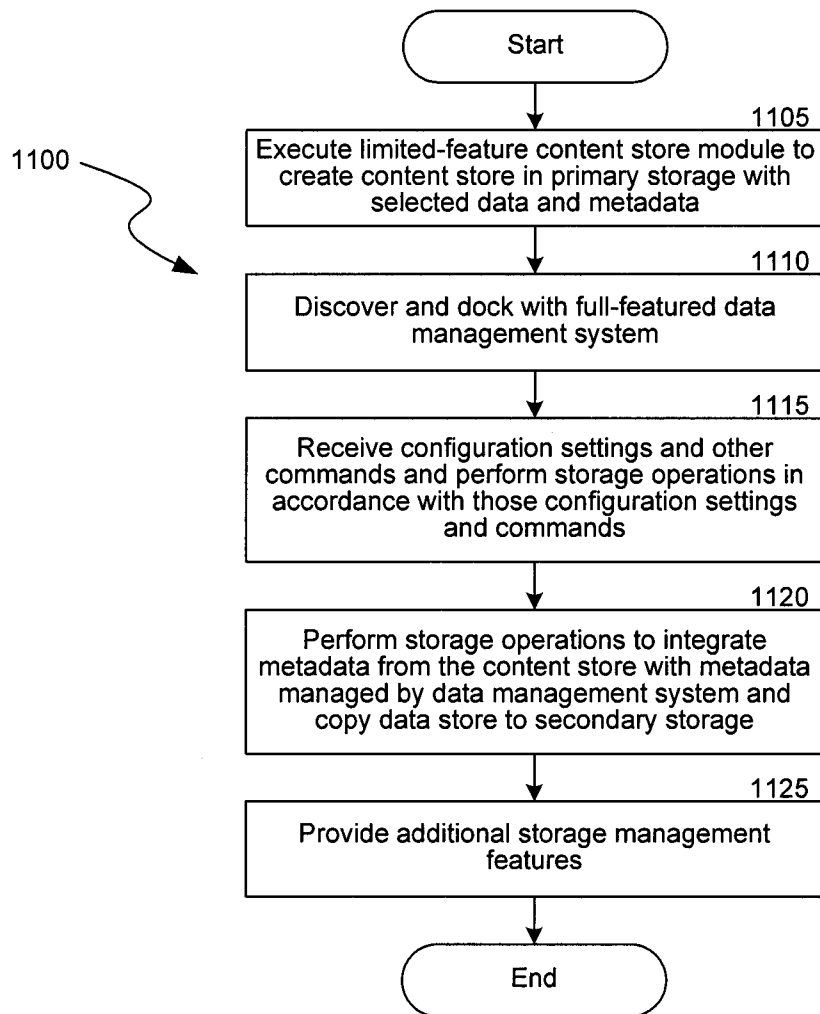 Start
1105
Execute limited-feature content store module to
create content store in primary storage with
selected data and metadata
1100
1110
Discover and dock with full-featured data
management system
1115
Receive configuration settings and other
commands and perform storage operations in
accordance with those configuration settings
and commands
1120
Perform storage operations to integrate
metadata from the content store with metadata
managed by data management system and
copy data store to secondary storage
1125
Provide additional storage management
features
End